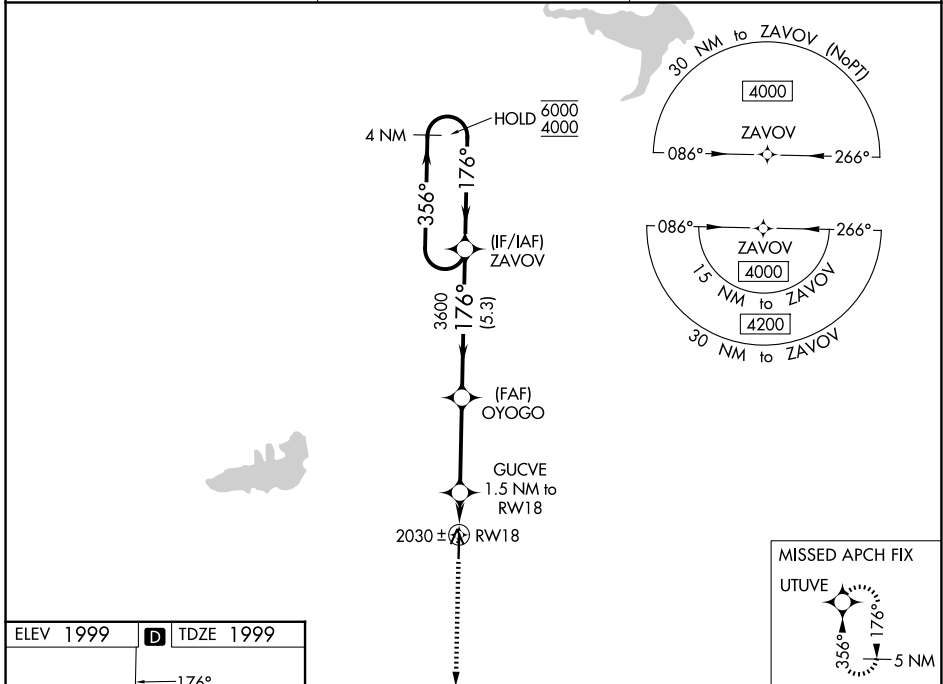 30 NM to ZAVOV (NoPT)
4000
ZAVOV
086°
266°
4 NM
HOLD 6000
4000
356°
176°
(IF/IAF)
ZAVOV
086°
266°
ZAVOV
4000
15 NM to ZAVOV
4200
30 NM to ZAVOV
3600
176°
(5.3)
(FAF)
OYOGO
GUCVE
1.5 NM to
RW18
2030 ± RW18
MISSED APCH FIX
UTUVE
356°
176°
5 NM
ELEV 1999 D TDZE 1999
176°